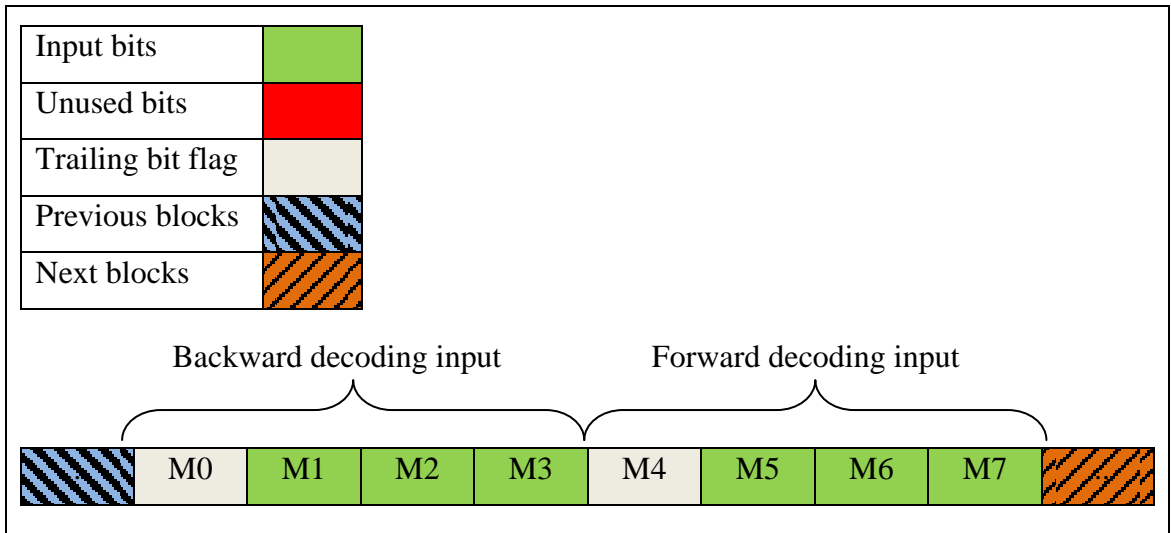 Input bits
Unused bits
Trailing bit flag
Previous blocks
Next blocks
Backward decoding input Forward decoding input
M0 M1 M2 M3 M4 M5 M6 M7